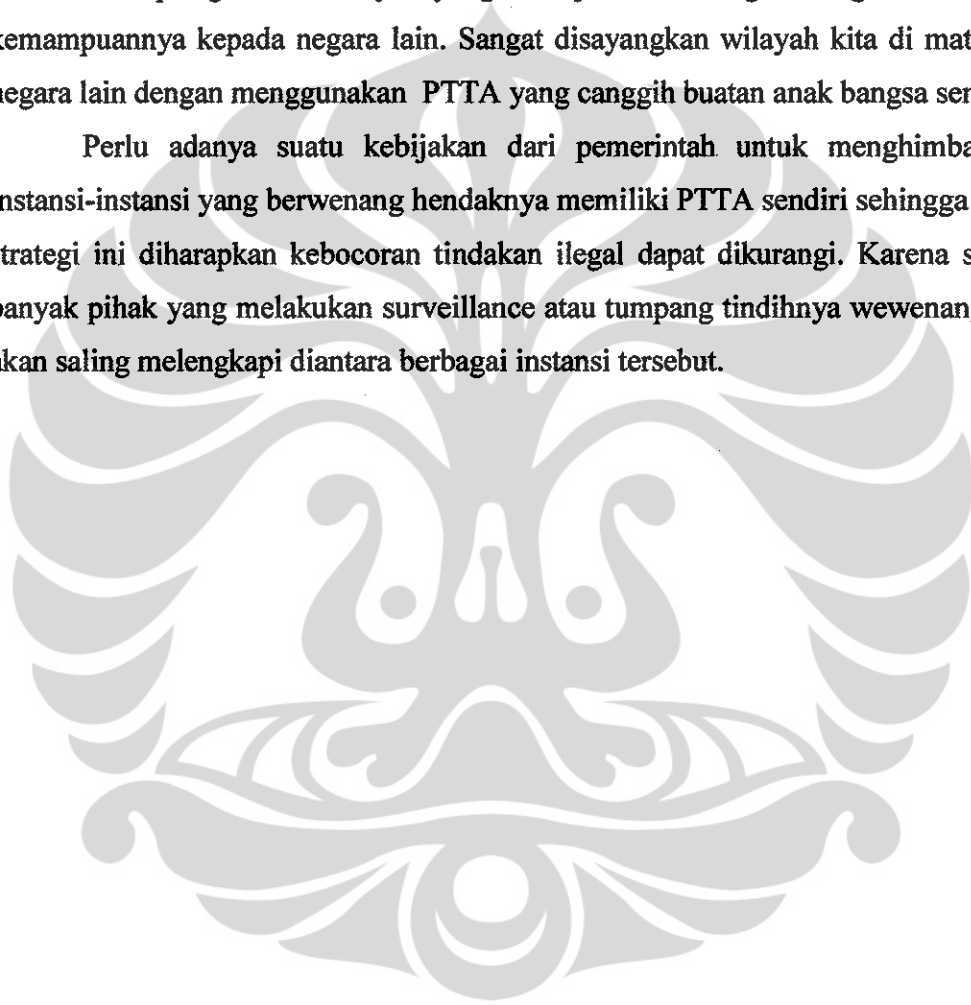 kemampuannya kepada negara lain. Sangat disayangkan wilayah kita di mat
negara lain dengan menggunakan PTTA yang canggih buatan anak bangsa ser
Perlu adanya suatu kebijakan dari pemerintah untuk menghimba
nstansi-instansi yang berwenang hendaknya memiliki PTTA sendiri sehingga
trategi ini diharapkan kebocoran tindakan ilegal dapat dikurangi. Karena s
banyak pihak yang melakukan surveillance atau tumpang tindihnya wewenang
akan saling melengkapi diantara berbagai instansi tersebut.